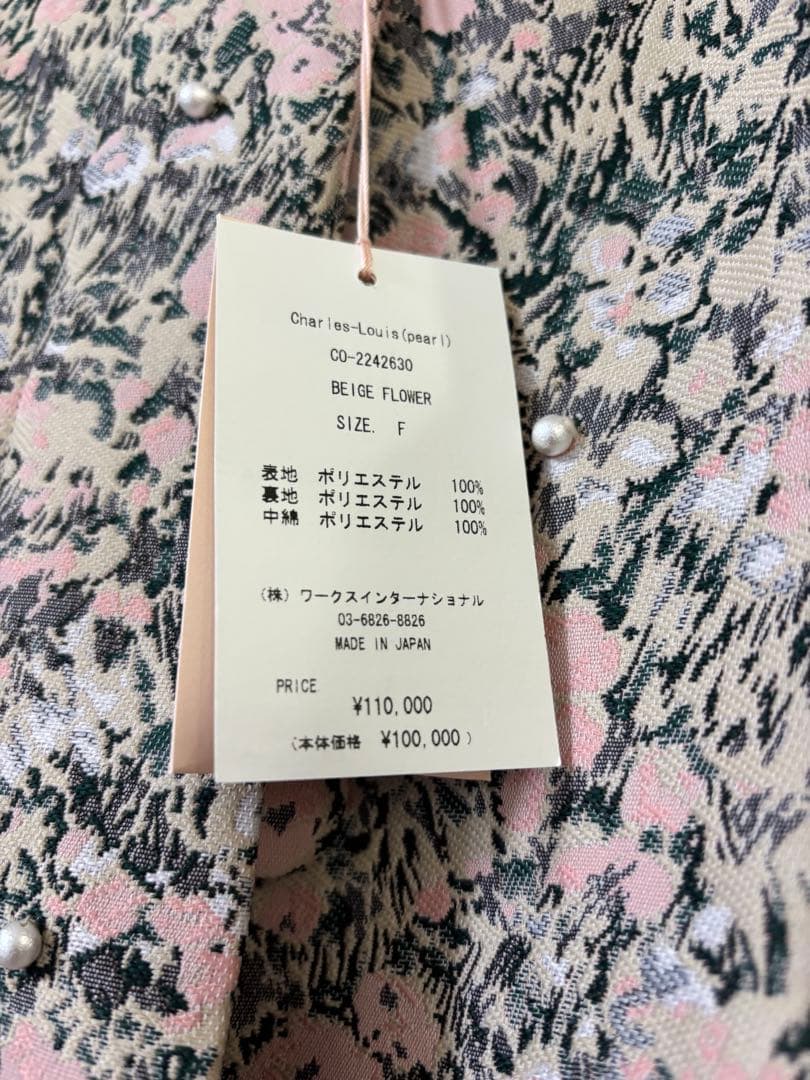 Charles-Louis(pearl)
CO-2242630
BEIGE FLOWER
SIZE. F
表地 ポリエステル 100%
裏地 ポリエステル 100%
中綿 ポリエステル 100%
(株) ワークスインターナショナル
03-6826-8826
MADE IN JAPAN
PRICE
¥110,000
(本体価格 ¥100,000 )